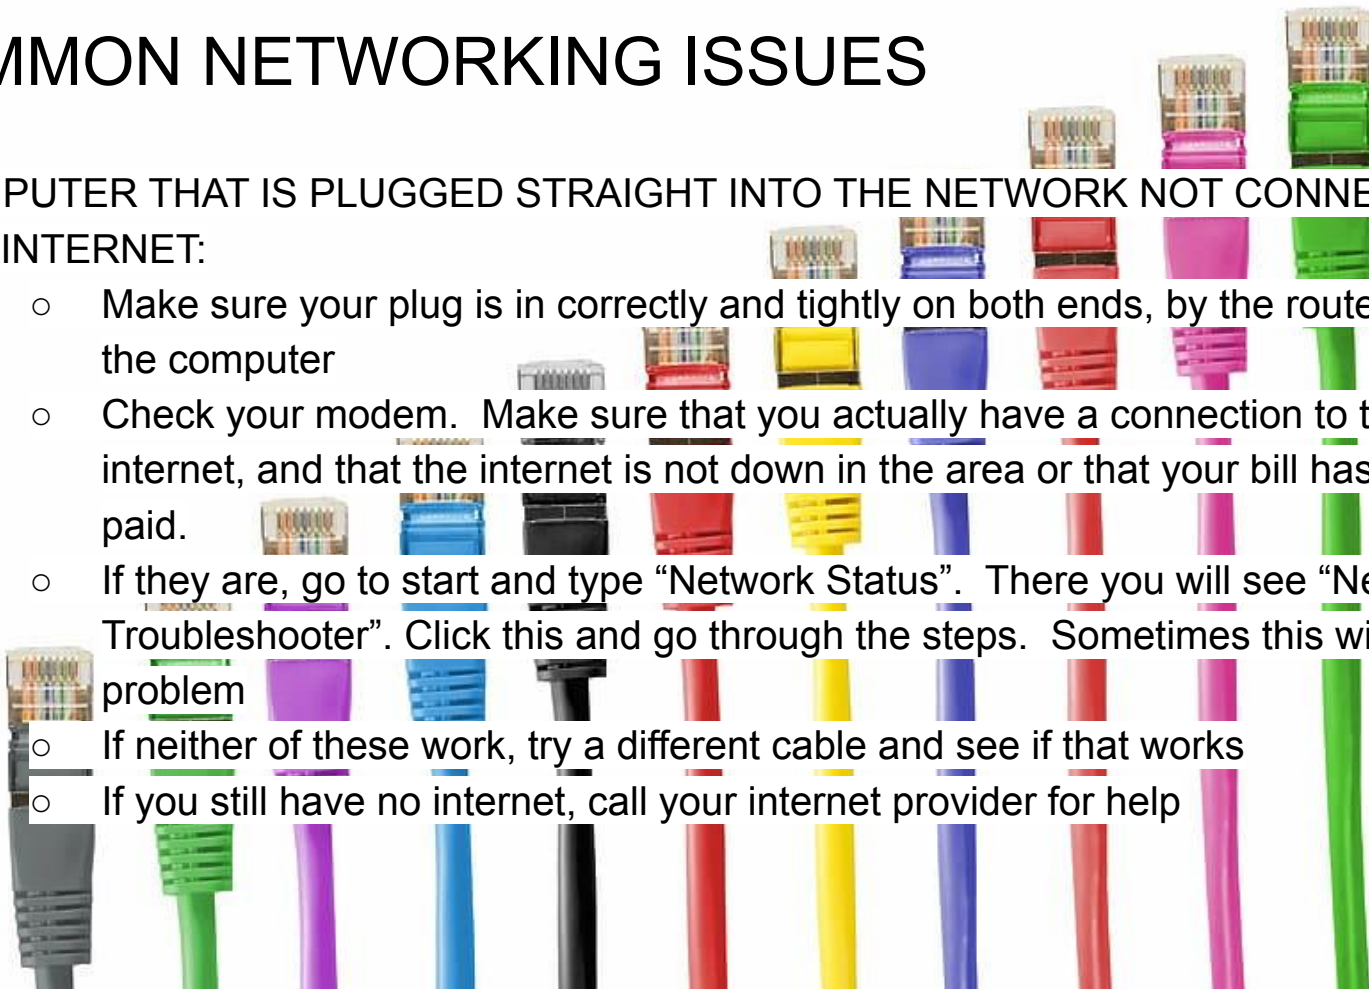 MMON NETWORKING ISSUES
PUTER THAT IS PLUGGED STRAIGHT INTO THE NETWORK NOT CONNE
INTERNET:
○ Make sure your plug is in correctly and tightly on both ends, by the route
the computer
○ Check your modem.  Make sure that you actually have a connection to t
internet, and that the internet is not down in the area or that your bill has
paid.
○ If they are, go to start and type “Network Status”.  There you will see “Ne
Troubleshooter”. Click this and go through the steps.  Sometimes this wi
problem
○ If neither of these work, try a different cable and see if that works
○ If you still have no internet, call your internet provider for help